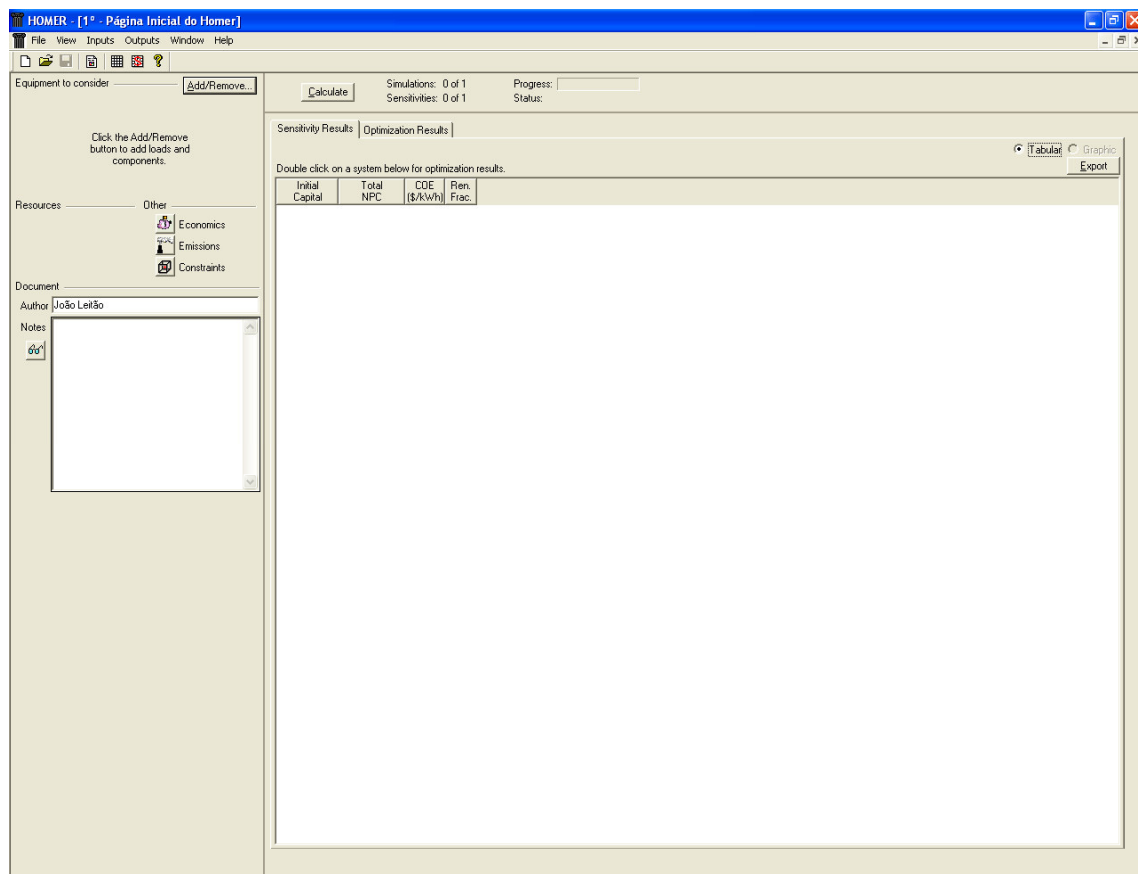 HOMER - [1º - Página Inicial do Homer]
File View Inputs Outputs Window Help
Equipment to consider
Add/Remove...
Click the Add/Remove
button to add loads and
components.
Resources
Other
Economics
Emissions
Constraints
Document
Author João Leitão
Notes
Calculate
Simulations: 0 of 1
Sensitivities: 0 of 1
Progress:
Status:
Sensitivity Results
Optimization Results
Tabular
Graphic
Double click on a system below for optimization results.
Export
Initial
Capital
Total
NPC
COE
($/kWh)
Ren.
Frac.